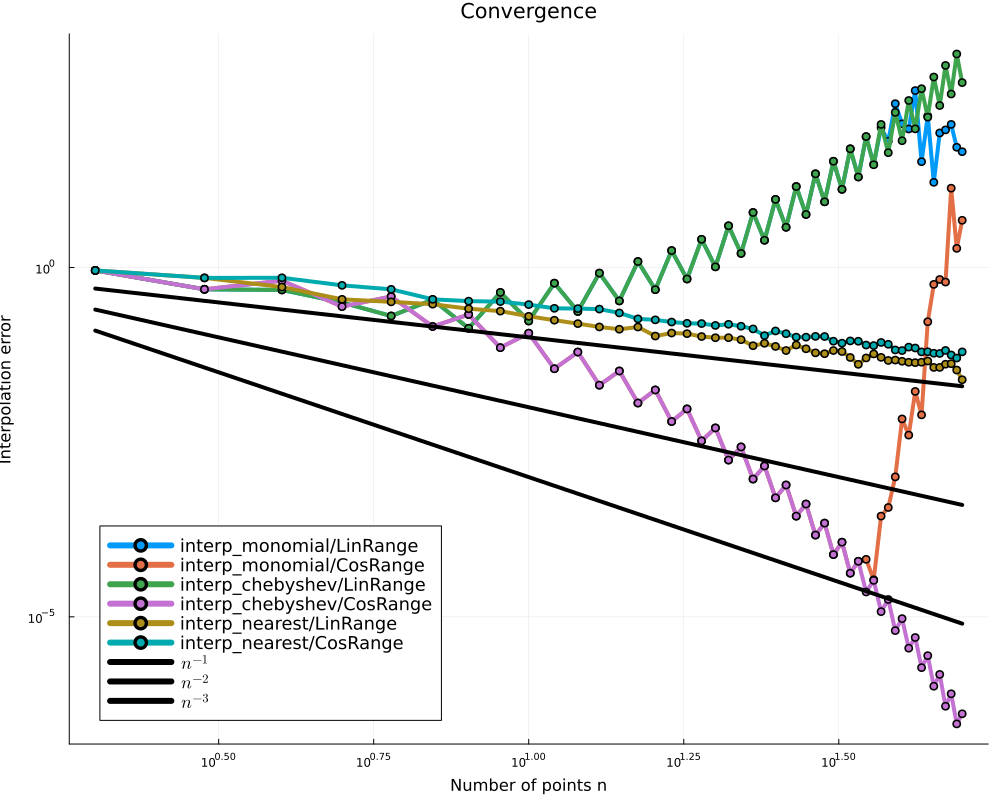 Convergence
Interpolation error
10⁰
10⁻⁵
interp_monomial/LinRange
interp_monomial/CosRange
interp_chebyshev/LinRange
interp_chebyshev/CosRange
interp_nearest/LinRange
interp_nearest/CosRange
n⁻¹
n⁻²
n⁻³
10^0.50 10^0.75 10^1.00 10^1.25 10^1.50
Number of points n